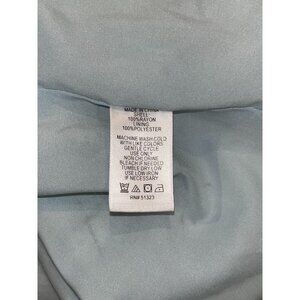 MADE IN CHINA
SHELL:
100%RAYON
LINING:
100%POLYESTER
MACHINE WASH COLD
WITH LIKE COLORS
GENTLE CYCLE
USE ONLY
NON CHLORINE
BLEACH IF NEEDED
TUMBLE DRY LOW
USE LOW IRON
IF NECESSARY
RN# 51323